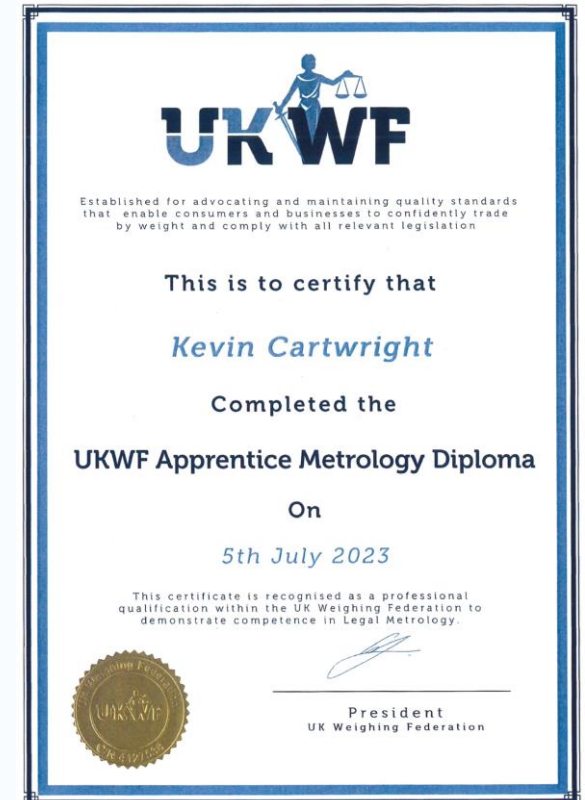 UKWF
Established for advocating and maintaining quality standards
that enable consumers and businesses to confidently trade
by weight and comply with all relevant legislation
This is to certify that
Kevin Cartwright
Completed the
UKWF Apprentice Metrology Diploma
On
5th July 2023
This certificate is recognised as a professional
qualification within the UK Weighing Federation to
demonstrate competence in Legal Metrology.
President
UK Weighing Federation
UKWF